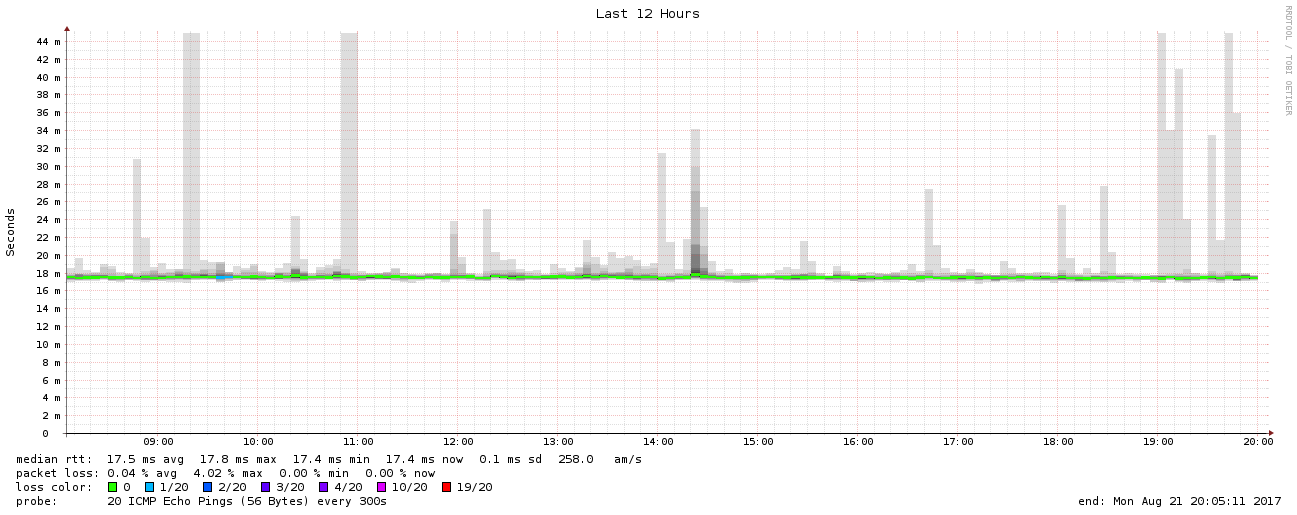 Last 12 Hours
RRDTOOL / TOBI OETIKER
Seconds
44 m
42 m
40 m
38 m
36 m
34 m
32 m
30 m
28 m
26 m
24 m
22 m
20 m
18 m
16 m
14 m
12 m
10 m
8 m
6 m
4 m
2 m
0
09:00 10:00 11:00 12:00 13:00 14:00 15:00 16:00 17:00 18:00 19:00 20:00
median rtt: 17.5 ms avg 17.8 ms max 17.4 ms min 17.4 ms now 0.1 ms sd 258.0 am/s
packet loss: 0.04 % avg 4.02 % max 0.00 % min 0.00 % now
loss color: 0 1/20 2/20 3/20 4/20 10/20 19/20
probe: 20 ICMP Echo Pings (56 Bytes) every 300s end: Mon Aug 21 20:05:11 2017